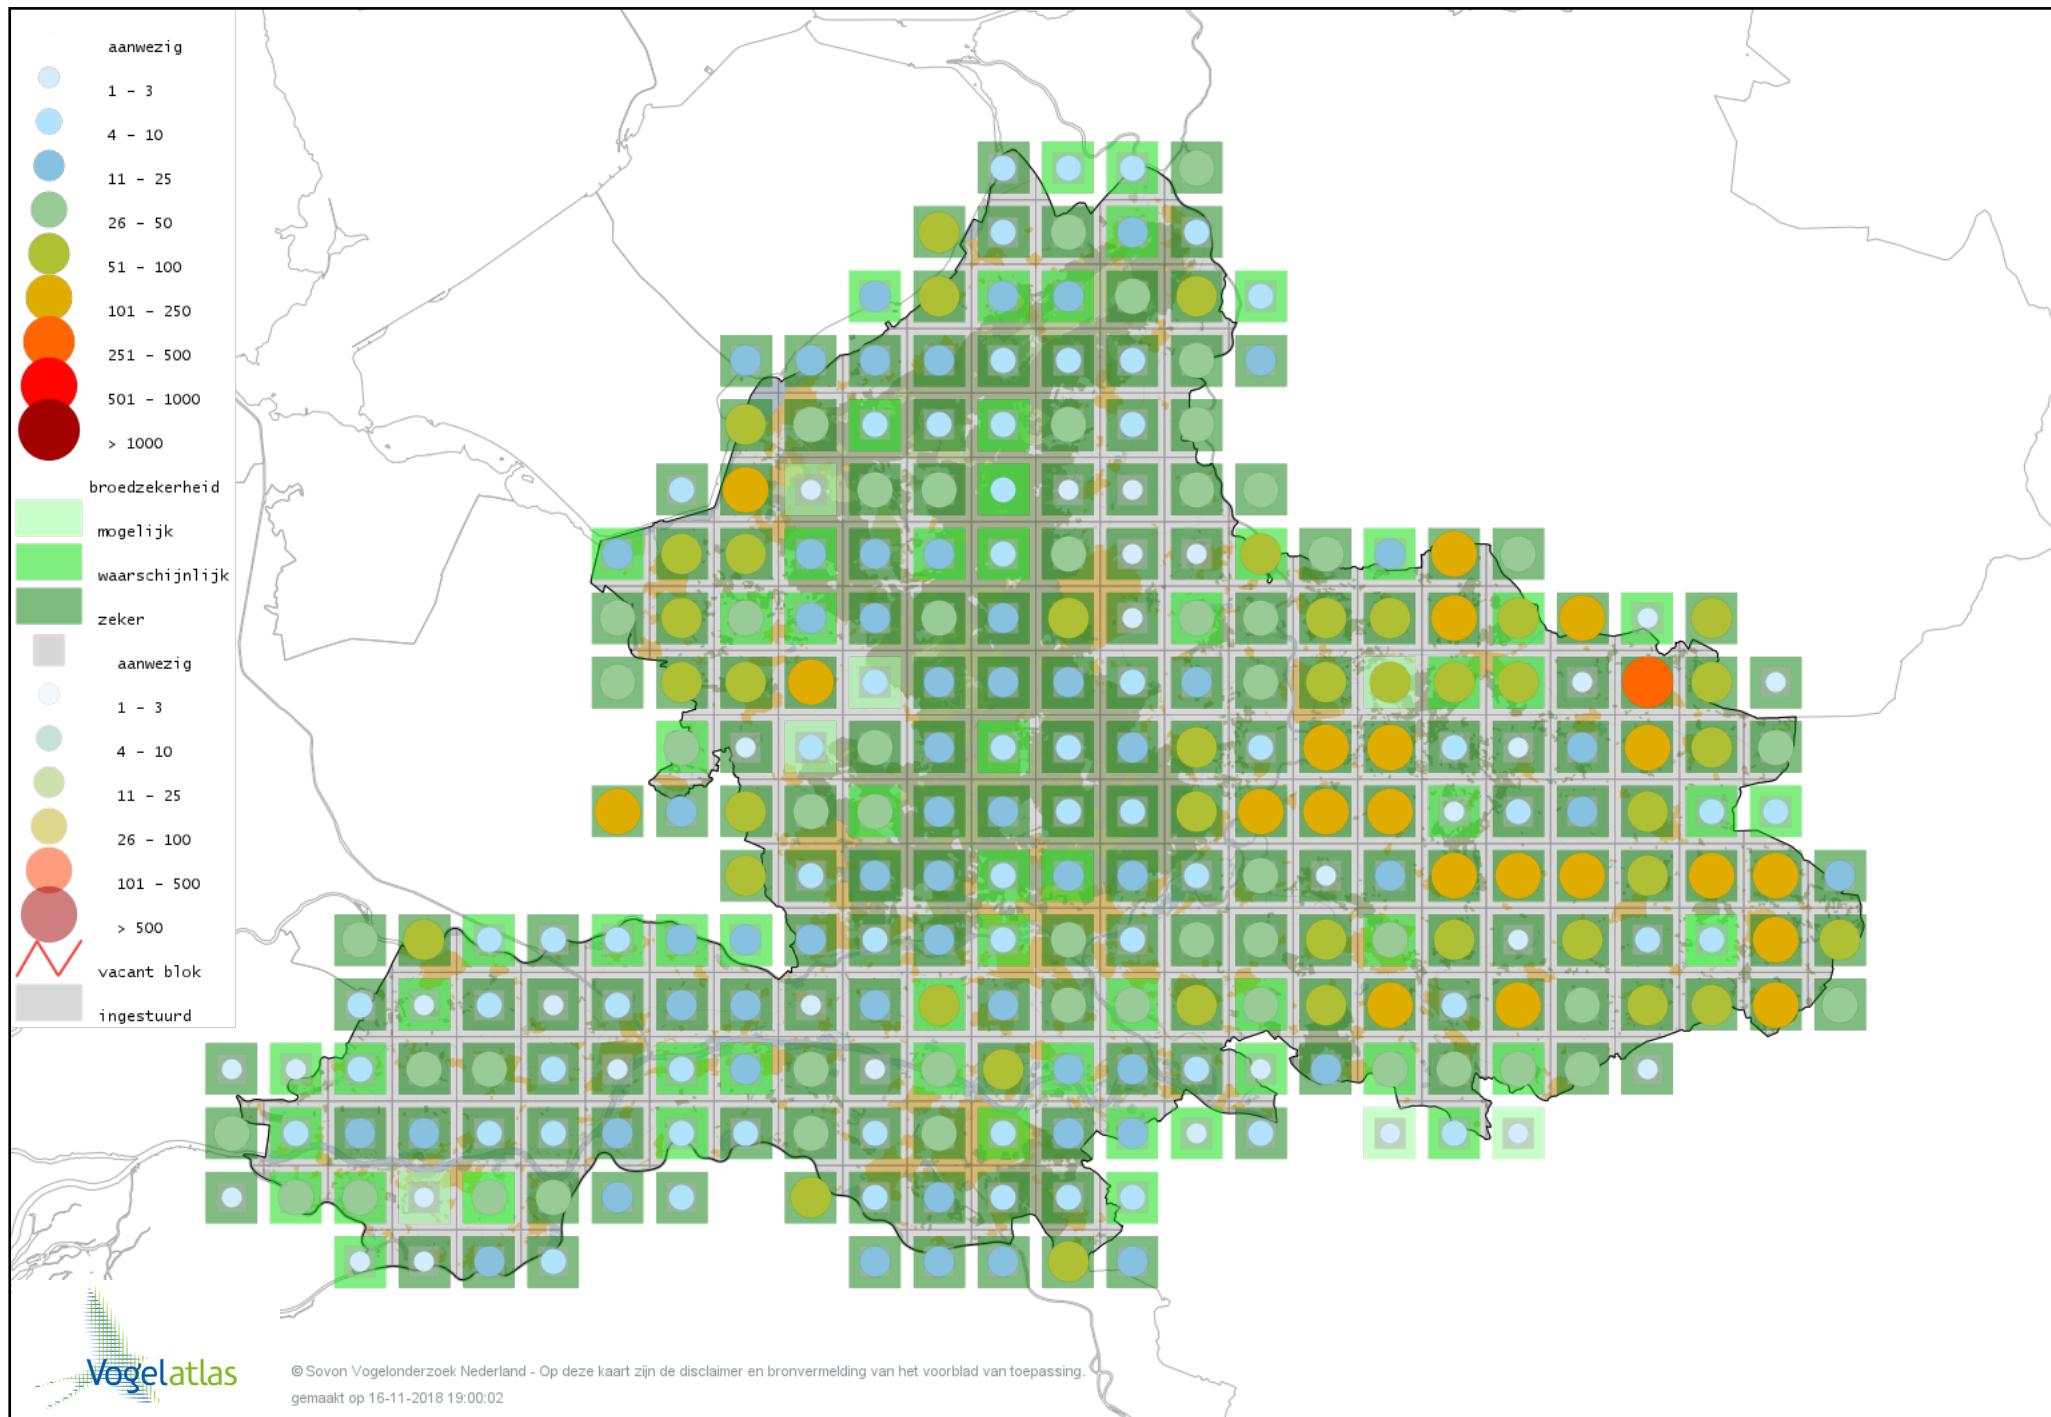 aanwezig
1 - 3
4 - 10
11 - 25
26 - 50
51 - 100
101 - 250
251 - 500
501 - 1000
> 1000
broedzekerheid
mogelijk
waarschijnlijk
zeker
aanwezig
1 - 3
4 - 10
11 - 25
26 - 100
101 - 500
> 500
vacant blok
ingestuurd
Vogelatlas
© Sovon Vogelonderzoek Nederland - Op deze kaart zijn de disclaimer en bronvermelding van het voorblad van toepassing.
gemaakt op 16-11-2018 19:00:02